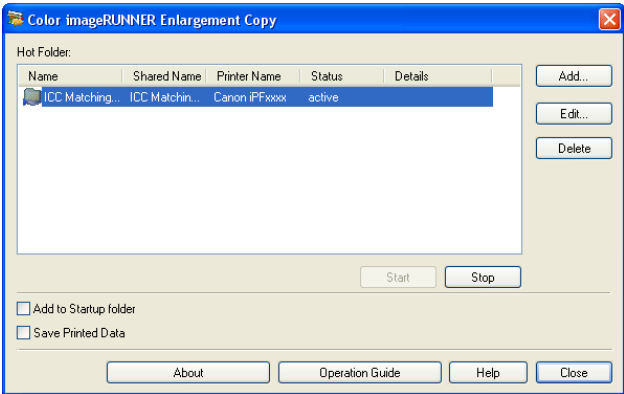 Color imageRUNNER Enlargement Copy
Hot Folder:
Name Shared Name Printer Name Status Details
ICC Matching... ICC Matchin... Canon iPFxxxx active
Add...
Edit...
Delete
Start Stop
Add to Startup folder
Save Printed Data
About Operation Guide Help Close